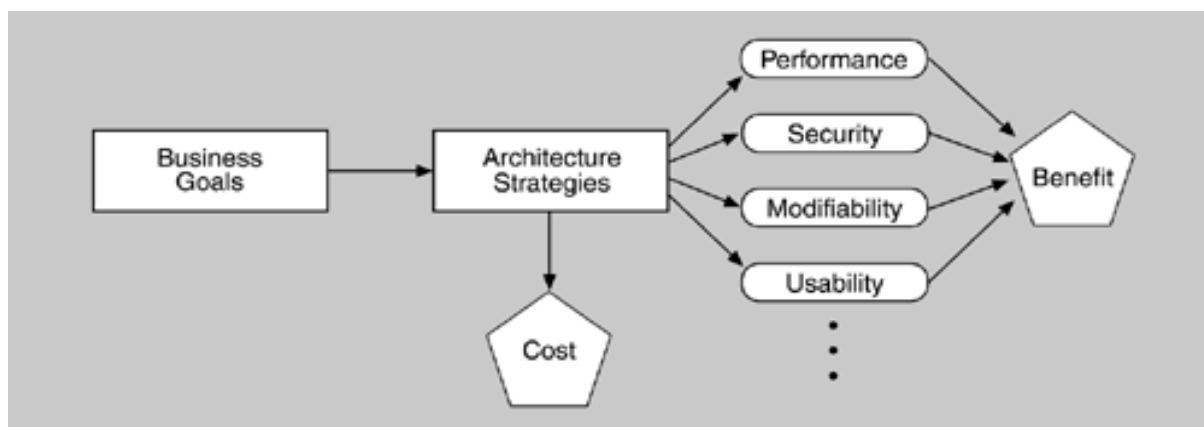 Business
Goals
Architecture
Strategies
Cost
Performance
Security
Modifiability
Usability
Benefit